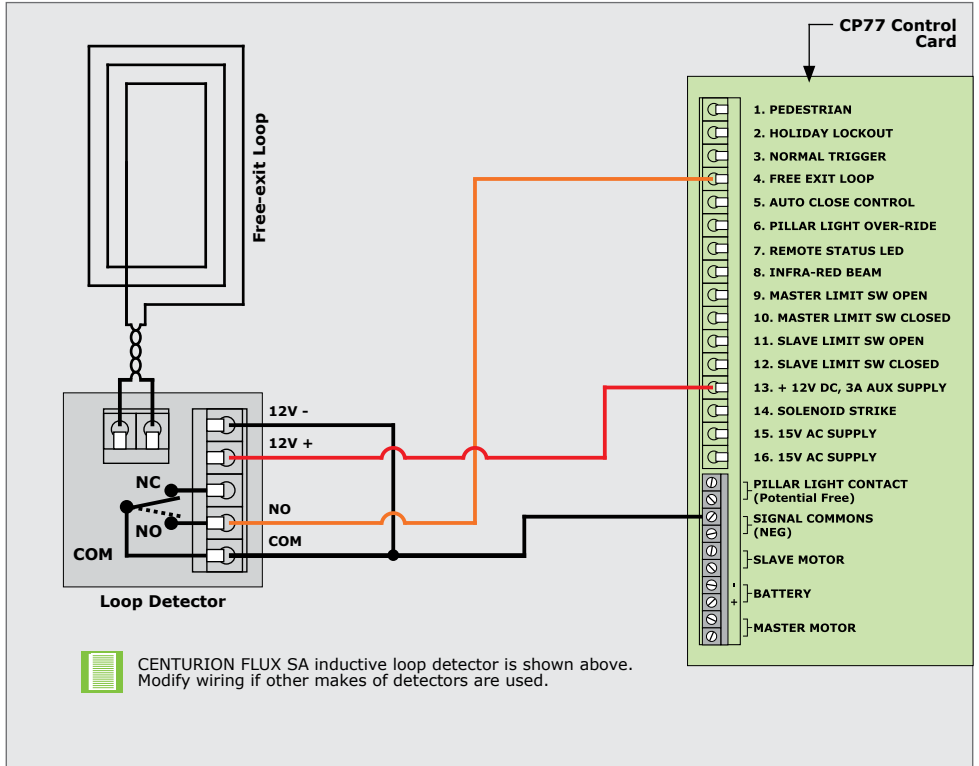 CP77 Control
Card
Free-exit Loop
1. PEDESTRIAN
2. HOLIDAY LOCKOUT
3. NORMAL TRIGGER
4. FREE EXIT LOOP
5. AUTO CLOSE CONTROL
6. PILLAR LIGHT OVER-RIDE
7. REMOTE STATUS LED
8. INFRA-RED BEAM
9. MASTER LIMIT SW OPEN
10. MASTER LIMIT SW CLOSED
11. SLAVE LIMIT SW OPEN
12. SLAVE LIMIT SW CLOSED
13. + 12V DC, 3A AUX SUPPLY
14. SOLENOID STRIKE
15. 15V AC SUPPLY
16. 15V AC SUPPLY
PILLAR LIGHT CONTACT
(Potential Free)
SIGNAL COMMONS
(NEG)
SLAVE MOTOR
-
BATTERY
+
MASTER MOTOR
12V -
12V +
NC
NO
NO
COM
COM
Loop Detector
CENTURION FLUX SA inductive loop detector is shown above.
Modify wiring if other makes of detectors are used.